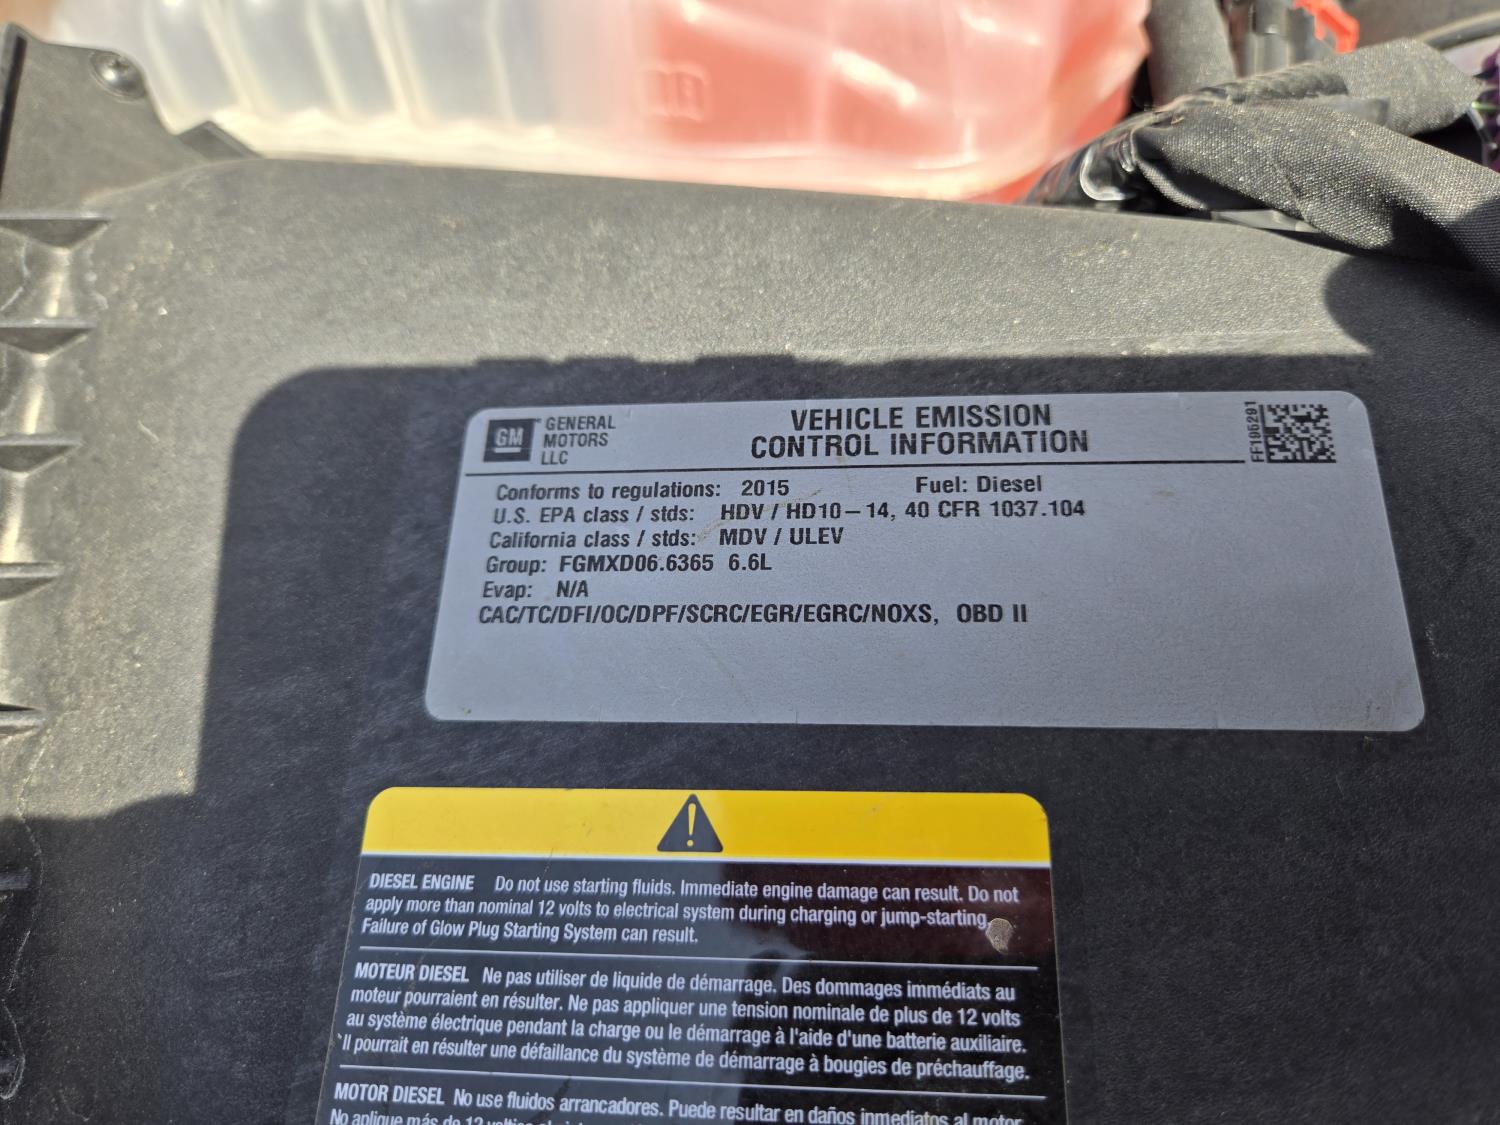 GM
GENERAL
MOTORS
LLC
VEHICLE EMISSION
CONTROL INFORMATION
FF195291
Conforms to regulations: 2015 Fuel: Diesel
U.S. EPA class / stds: HDV / HD10-14, 40 CFR 1037.104
California class / stds: MDV / ULEV
Group: FGMXD06.6365 6.6L
Evap: N/A
CAC/TC/DFI/OC/DPF/SCRC/EGR/EGRC/NOXS, OBD II
DIESEL ENGINE Do not use starting fluids. Immediate engine damage can result. Do not
apply more than nominal 12 volts to electrical system during charging or jump-starting.
Failure of Glow Plug Starting System can result.
MOTEUR DIESEL Ne pas utiliser de liquide de démarrage. Des dommages immédiats au
moteur pourraient en résulter. Ne pas appliquer une tension nominale de plus de 12 volts
au système électrique pendant la charge ou le démarrage à l'aide d'une batterie auxiliaire.
Il pourrait en résulter une défaillance du système de démarrage à bougies de préchauffage.
MOTOR DIESEL No use fluidos arrancadores. Puede resultar en daños inmediatos al motor.
No aplique más de 12